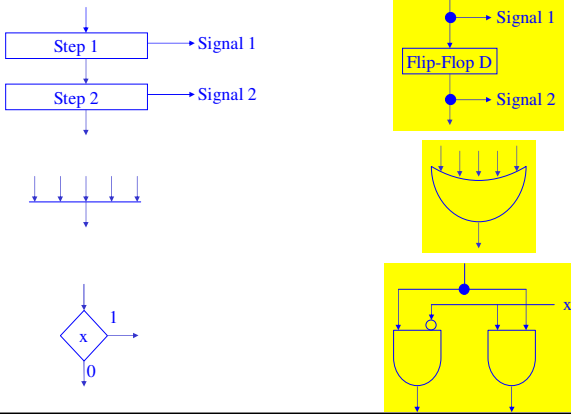 Signal 1
Step 1
Signal 1
Flip-Flop D
Step 2
Signal 2
Signal 2
1
x
x
0